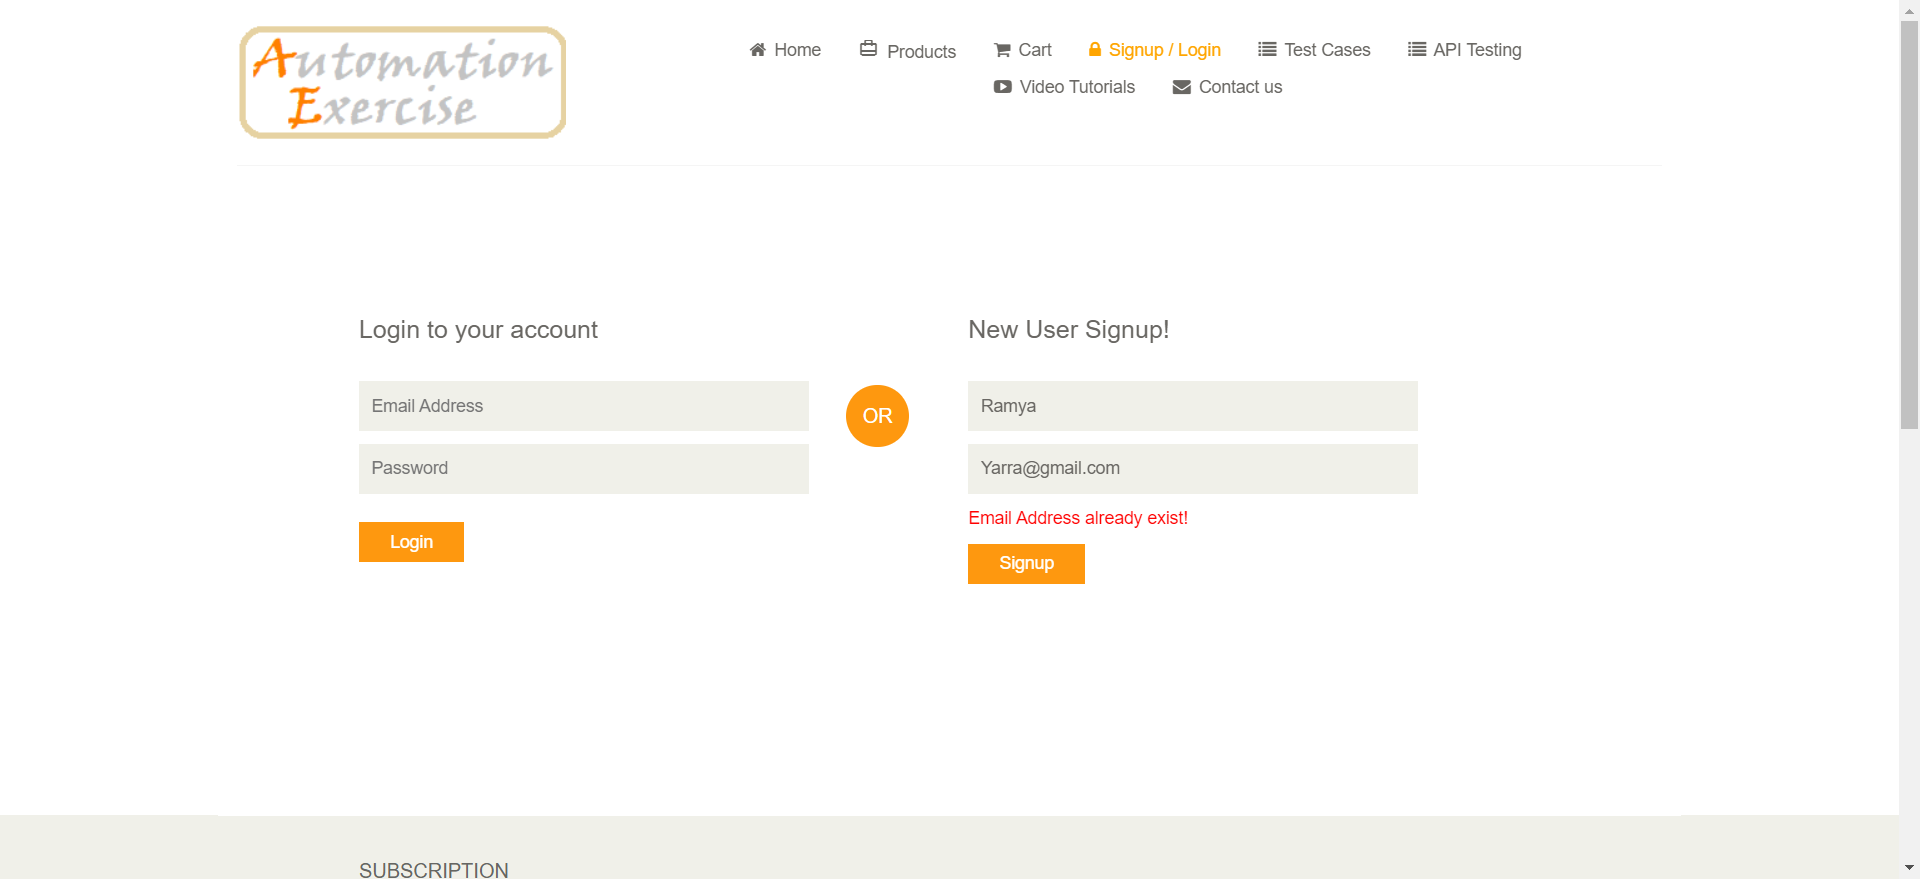 Automation
Exercise
Home Products Cart Signup / Login Test Cases API Testing
Video Tutorials Contact us
Login to your account
Email Address
Password
Login
OR
New User Signup!
Ramya
Yarra@gmail.com
Email Address already exist!
Signup
SUBSCRIPTION